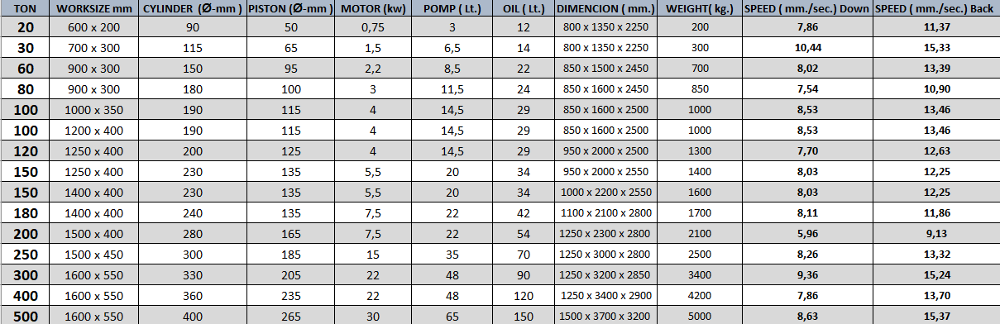 TON WORKSIZE mm CYLINDER (Ø-mm ) PISTON (Ø-mm ) MOTOR (kw) POMP ( Lt.) OIL ( Lt.) DIMENCION ( mm.) WEIGHT( kg.) SPEED ( mm./sec.) Down SPEED ( mm./sec.) Back
20 600 x 200 90 50 0,75 3 12 800 x 1350 x 2250 200 7,86 11,37
30 700 x 300 115 65 1,5 6,5 14 800 x 1350 x 2250 300 10,44 15,33
60 900 x 300 150 95 2,2 8,5 22 850 x 1500 x 2450 700 8,02 13,39
80 900 x 300 180 100 3 11,5 24 850 x 1600 x 2450 850 7,54 10,90
100 1000 x 350 190 115 4 14,5 29 850 x 1600 x 2500 1000 8,53 13,46
100 1200 x 400 190 115 4 14,5 29 850 x 1600 x 2500 1000 8,53 13,46
120 1250 x 400 200 125 4 14,5 29 950 x 2000 x 2500 1300 7,70 12,63
150 1250 x 400 230 135 5,5 20 34 950 x 2000 x 2550 1400 8,03 12,25
150 1400 x 400 230 135 5,5 20 34 1000 x 2200 x 2550 1600 8,03 12,25
180 1400 x 400 240 135 7,5 22 42 1100 x 2100 x 2800 1700 8,11 11,86
200 1500 x 400 280 165 7,5 22 54 1250 x 2300 x 2800 2100 5,96 9,13
250 1500 x 450 300 185 15 35 70 1250 x 3000 x 2800 2500 8,26 13,32
300 1600 x 550 330 205 22 48 90 1250 x 3200 x 2850 3400 9,36 15,24
400 1600 x 550 360 235 22 48 120 1250 x 3400 x 2900 4200 7,86 13,70
500 1600 x 550 400 265 30 65 150 1500 x 3700 x 3200 5000 8,63 15,37